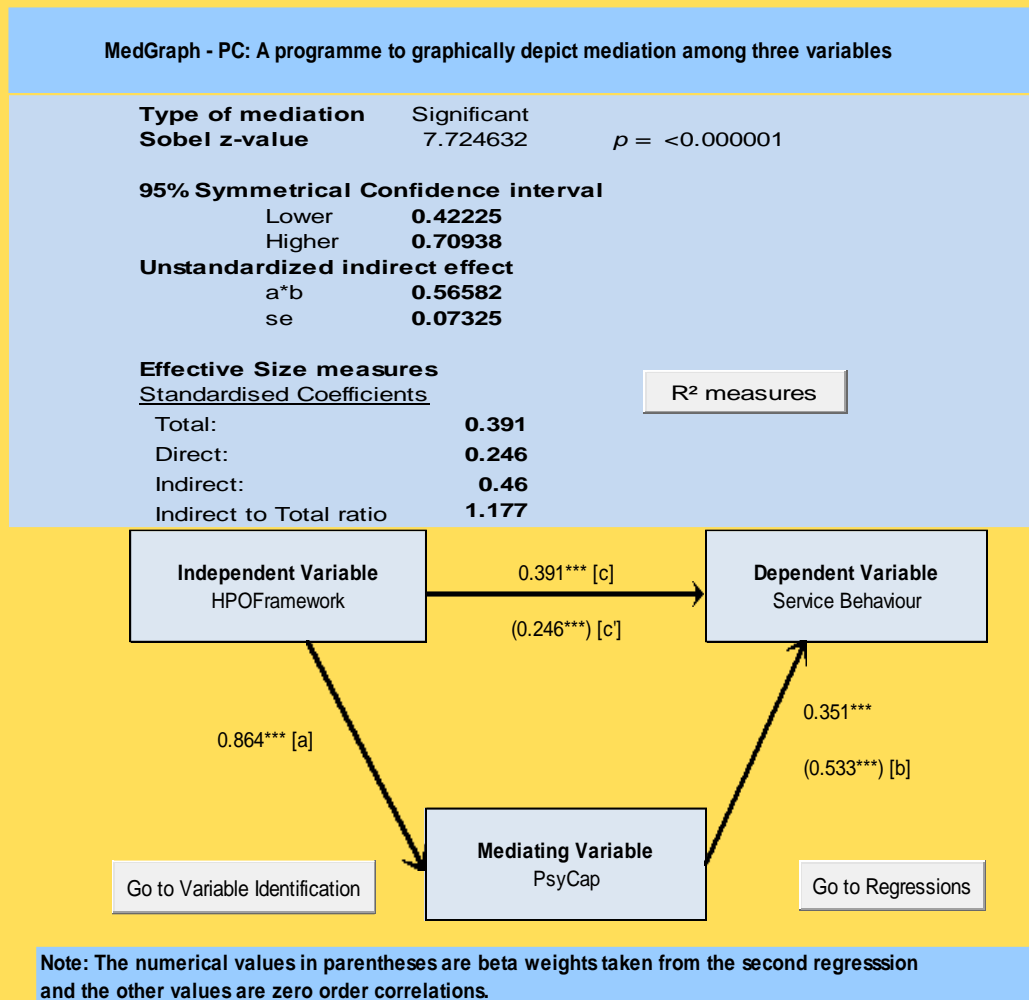 MedGraph - PC: A programme to graphically depict mediation among three variables
Type of mediation Significant
Sobel z-value 7.724632 p = <0.000001
95% Symmetrical Confidence interval
Lower 0.42225
Higher 0.70938
Unstandardized indirect effect
a*b 0.56582
se 0.07325
Effective Size measures
Standardised Coefficients R² measures
Total: 0.391
Direct: 0.246
Indirect: 0.46
Indirect to Total ratio 1.177
Independent Variable
HPOFramework
0.391*** [c]
(0.246***) [c']
Dependent Variable
Service Behaviour
0.864*** [a]
0.351***
(0.533***) [b]
Mediating Variable
PsyCap
Go to Variable Identification
Go to Regressions
Note: The numerical values in parentheses are beta weights taken from the second regresssion
and the other values are zero order correlations.